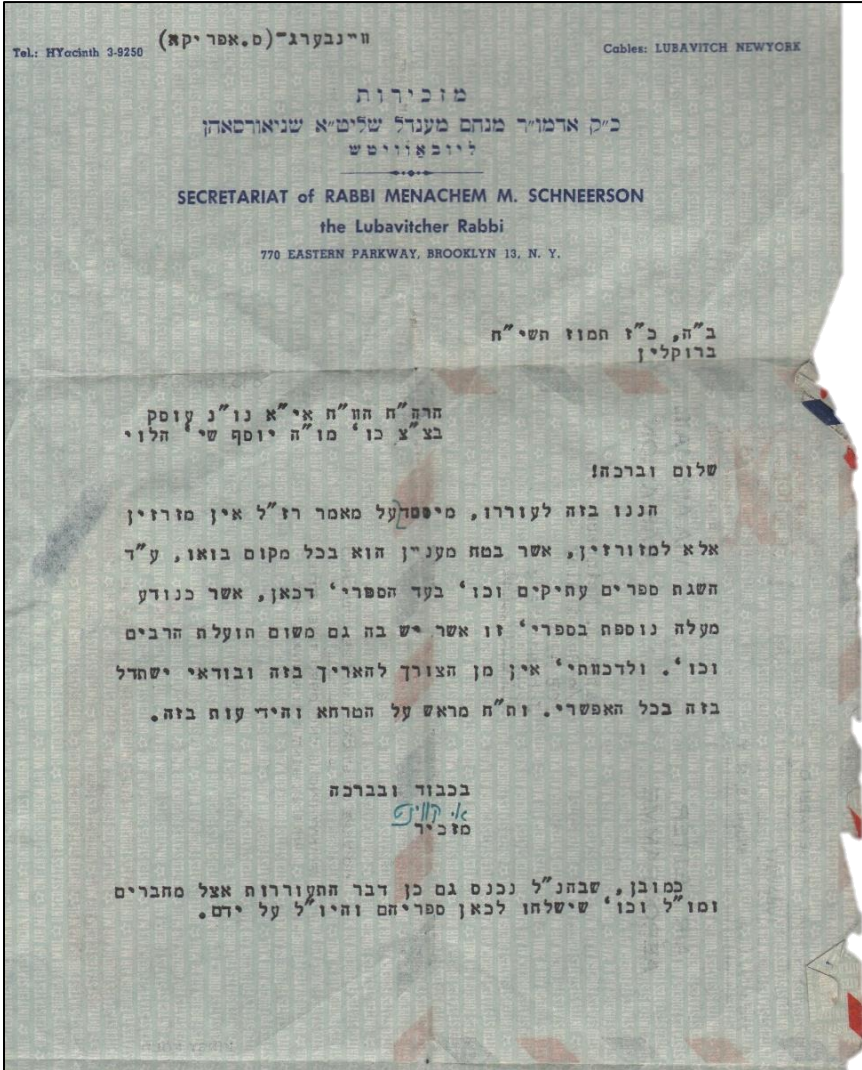 וויינבערג-(ס.אפריקא)
Tel.: HYacinth 3-9250
Cables: LUBAVITCH NEWYORK
מזכירות
כ״ק אדמו״ר מנחם מענדל שליט״א שניאורסאהן
ליובאוויטש
SECRETARIAT of RABBI MENACHEM M. SCHNEERSON
the Lubavitcher Rabbi
770 EASTERN PARKWAY, BROOKLYN 13, N. Y.
ב"ה, כ"ז תמוז תשי"ח
ברוקלין
הרה"ח הוו"ח אי"א נו"נ עוסק
בצ"צ כו' מו"ה יוסף שי' הלוי
שלום וברכה!
הננו בזה לעוררו, מיוסד על מאמר רז"ל אין מזרזין
אלא למזורזין, אשר בטח מענין הוא בכל מקום בואו, ע"ד
השגת ספרים עתיקים וכו' בעד הספרי' דכאן, אשר כנודע
מעלה נוספת בספרי' זו אשר יש בה גם משום תועלת הרבים
וכו'. ולדכוותי' אין מן הצורך להאריך בזה ובודאי ישתדל
בזה בכל האפשרי. ות"ח מראש על הטרחא והידיעות בזה.
בכבוד ובברכה
א' קווינט
מזכיר
כמובן, שבהנ"ל נכנס גם כן דבר התעוררות אצל מחברים
ומו"ל וכו' שישלחו לכאן ספריהם והיו"ל על ידם.